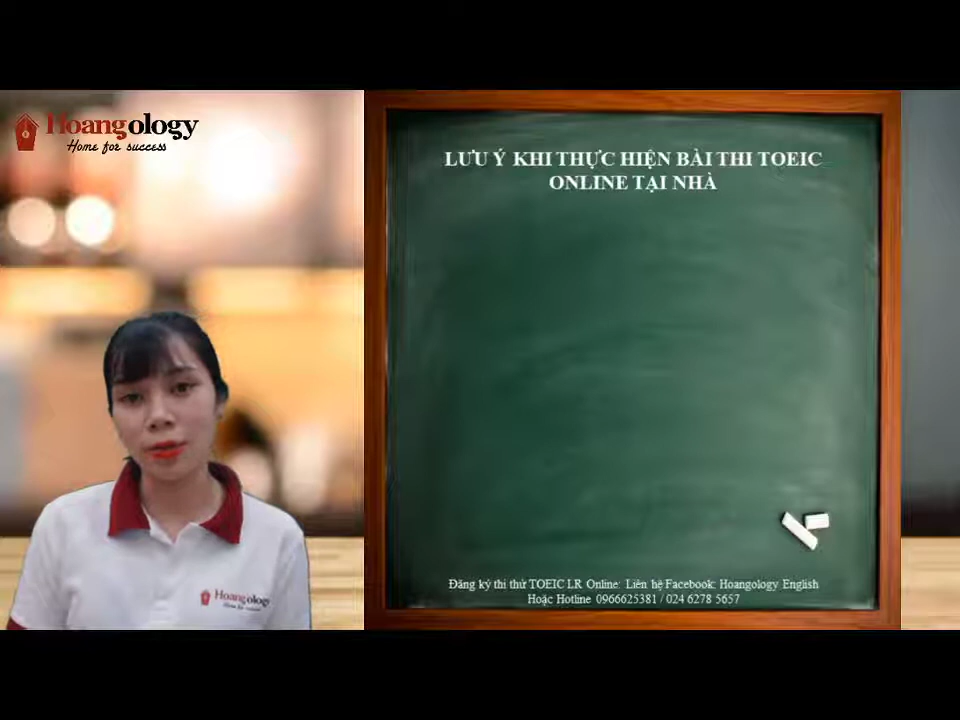 Hoangology
Home for success
LƯU Ý KHI THỰC HIỆN BÀI THI TOEIC
ONLINE TẠI NHÀ
Hoangology
Home for success
Đăng ký thi thử TOEIC LR Online: Liên hệ Facebook: Hoangology English
Hoặc Hotline 0966625381 / 024 6278 5657